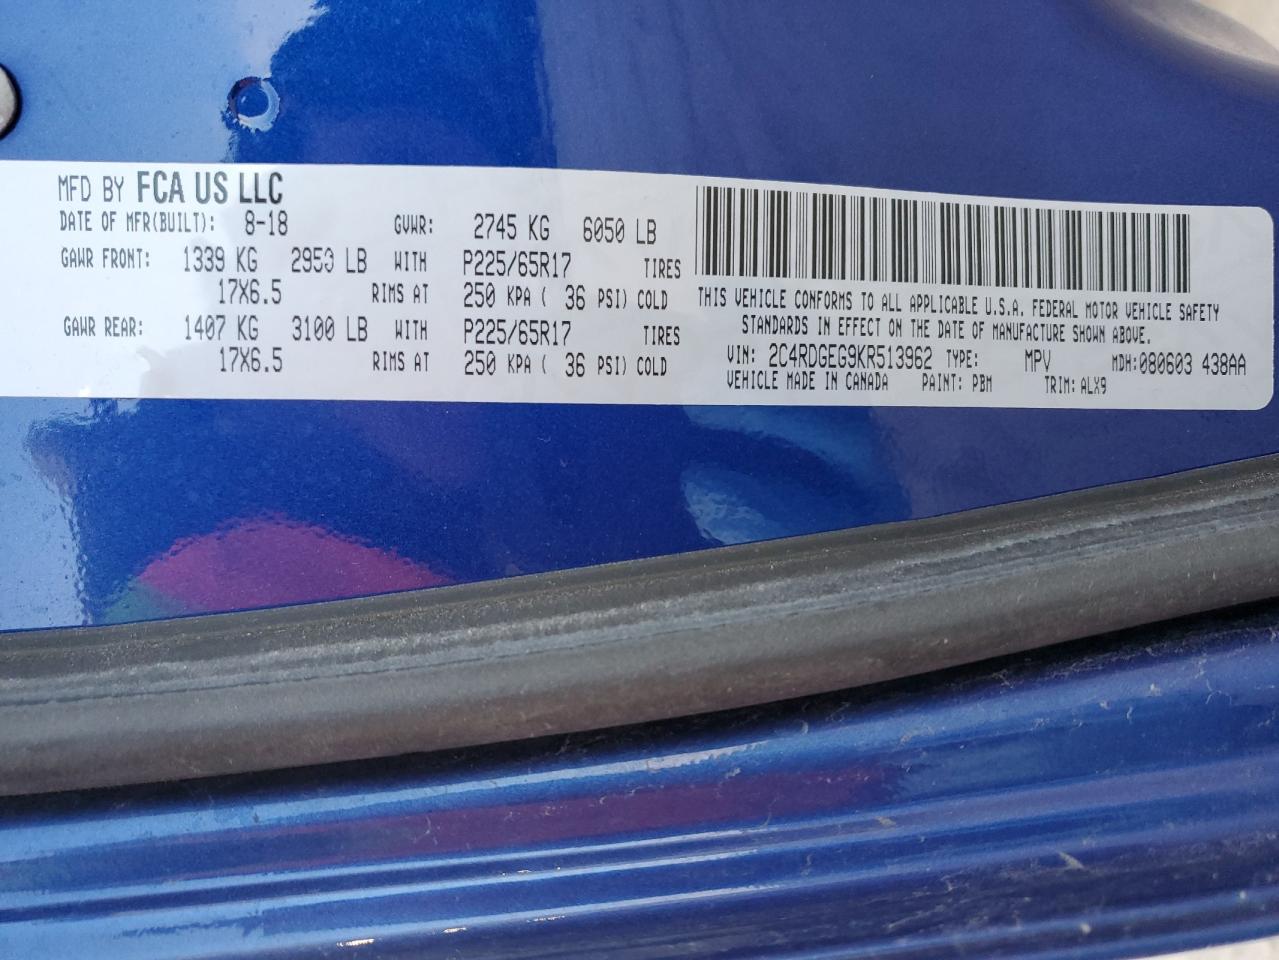 MFD BY FCA US LLC
DATE OF MFR(BUILT): 8-18 GVWR: 2745 KG 6050 LB
GAWR FRONT: 1339 KG 2950 LB WITH P225/65R17 TIRES
17X6.5 RIMS AT 250 KPA ( 36 PSI) COLD
GAWR REAR: 1407 KG 3100 LB WITH P225/65R17 TIRES
17X6.5 RIMS AT 250 KPA ( 36 PSI) COLD
THIS VEHICLE CONFORMS TO ALL APPLICABLE U.S.A. FEDERAL MOTOR VEHICLE SAFETY
STANDARDS IN EFFECT ON THE DATE OF MANUFACTURE SHOWN ABOVE.
VIN: 2C4RDGEG9KR513962 TYPE: MPV MDH:080603 438AA
VEHICLE MADE IN CANADA PAINT: PBM TRIM: ALX9